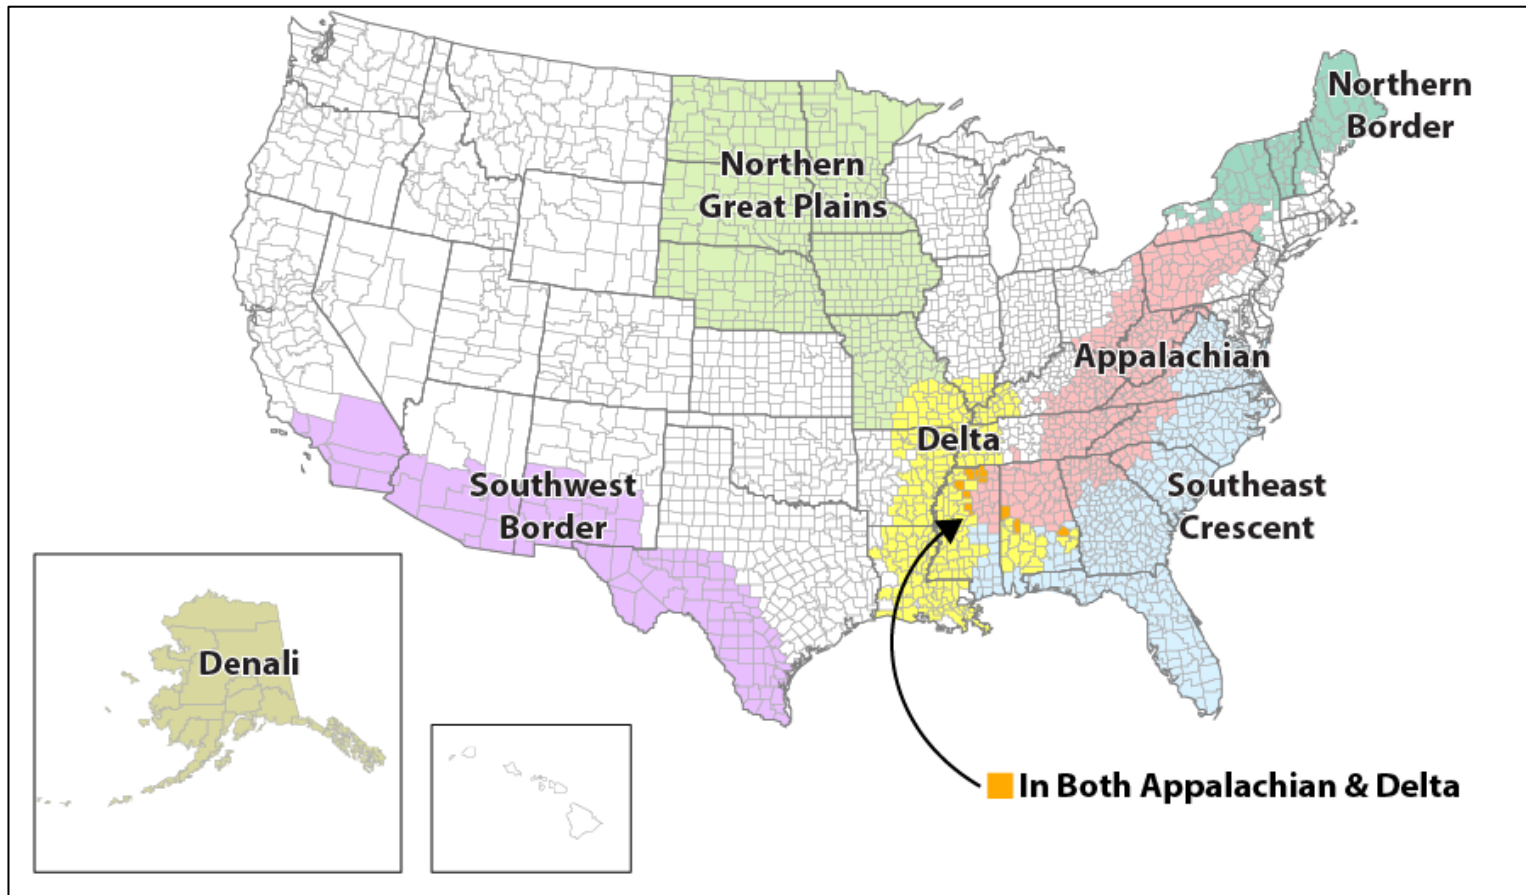 Northern
Border
Northern
Great Plains
Appalachian
Delta
Southwest
Border
Southeast
Crescent
Denali
In Both Appalachian & Delta